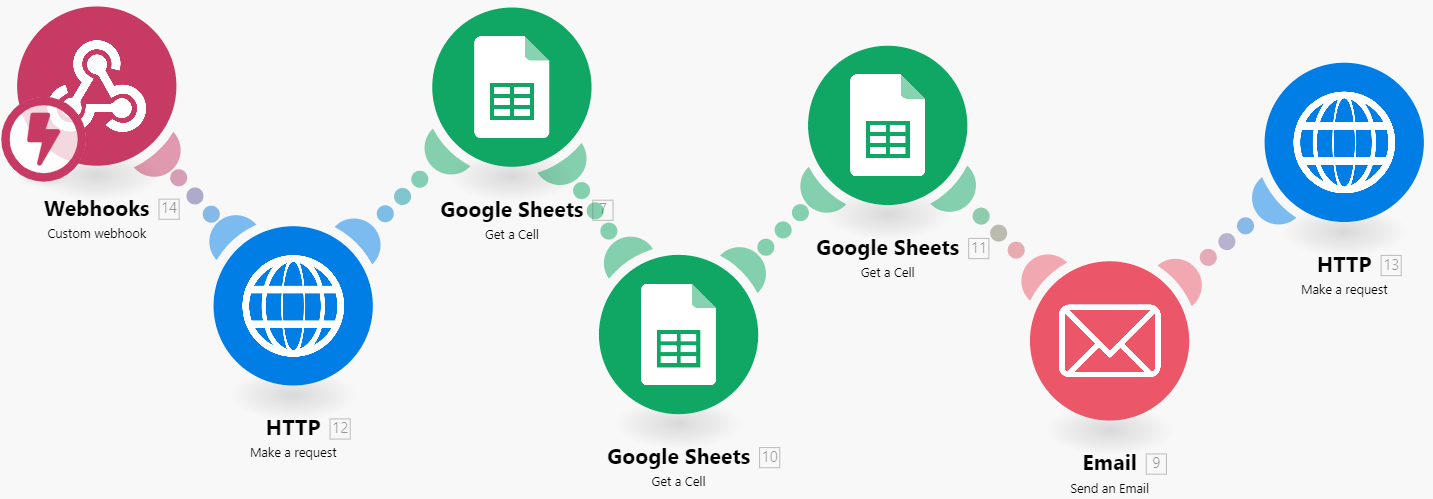 Webhooks 14
Custom webhook
HTTP 12
Make a request
Google Sheets 7
Get a Cell
Google Sheets 10
Get a Cell
Google Sheets 11
Get a Cell
Email 9
Send an Email
HTTP 13
Make a request